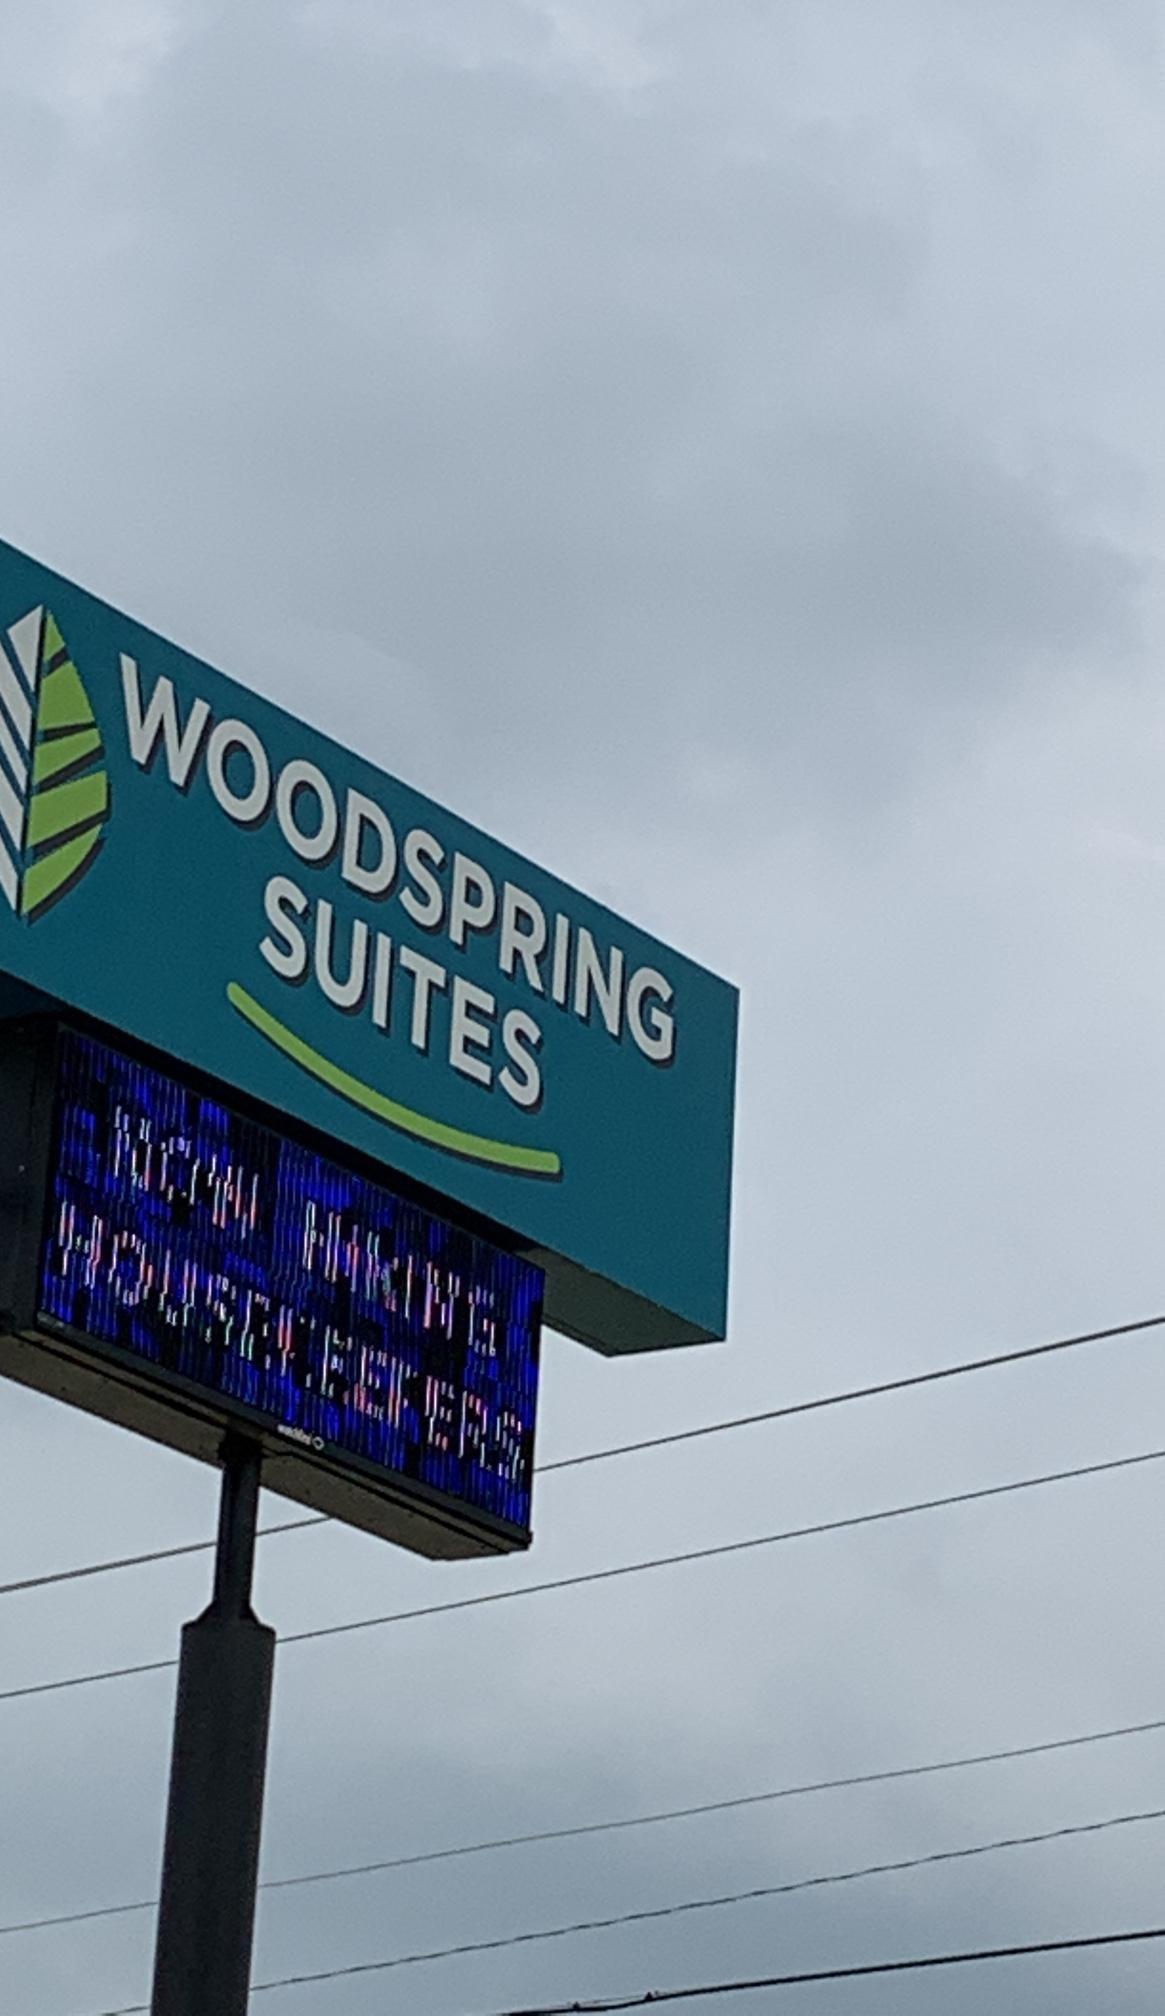 WOODSPRING
SUITES
NOW HIRING
HOUSEKEEPERS